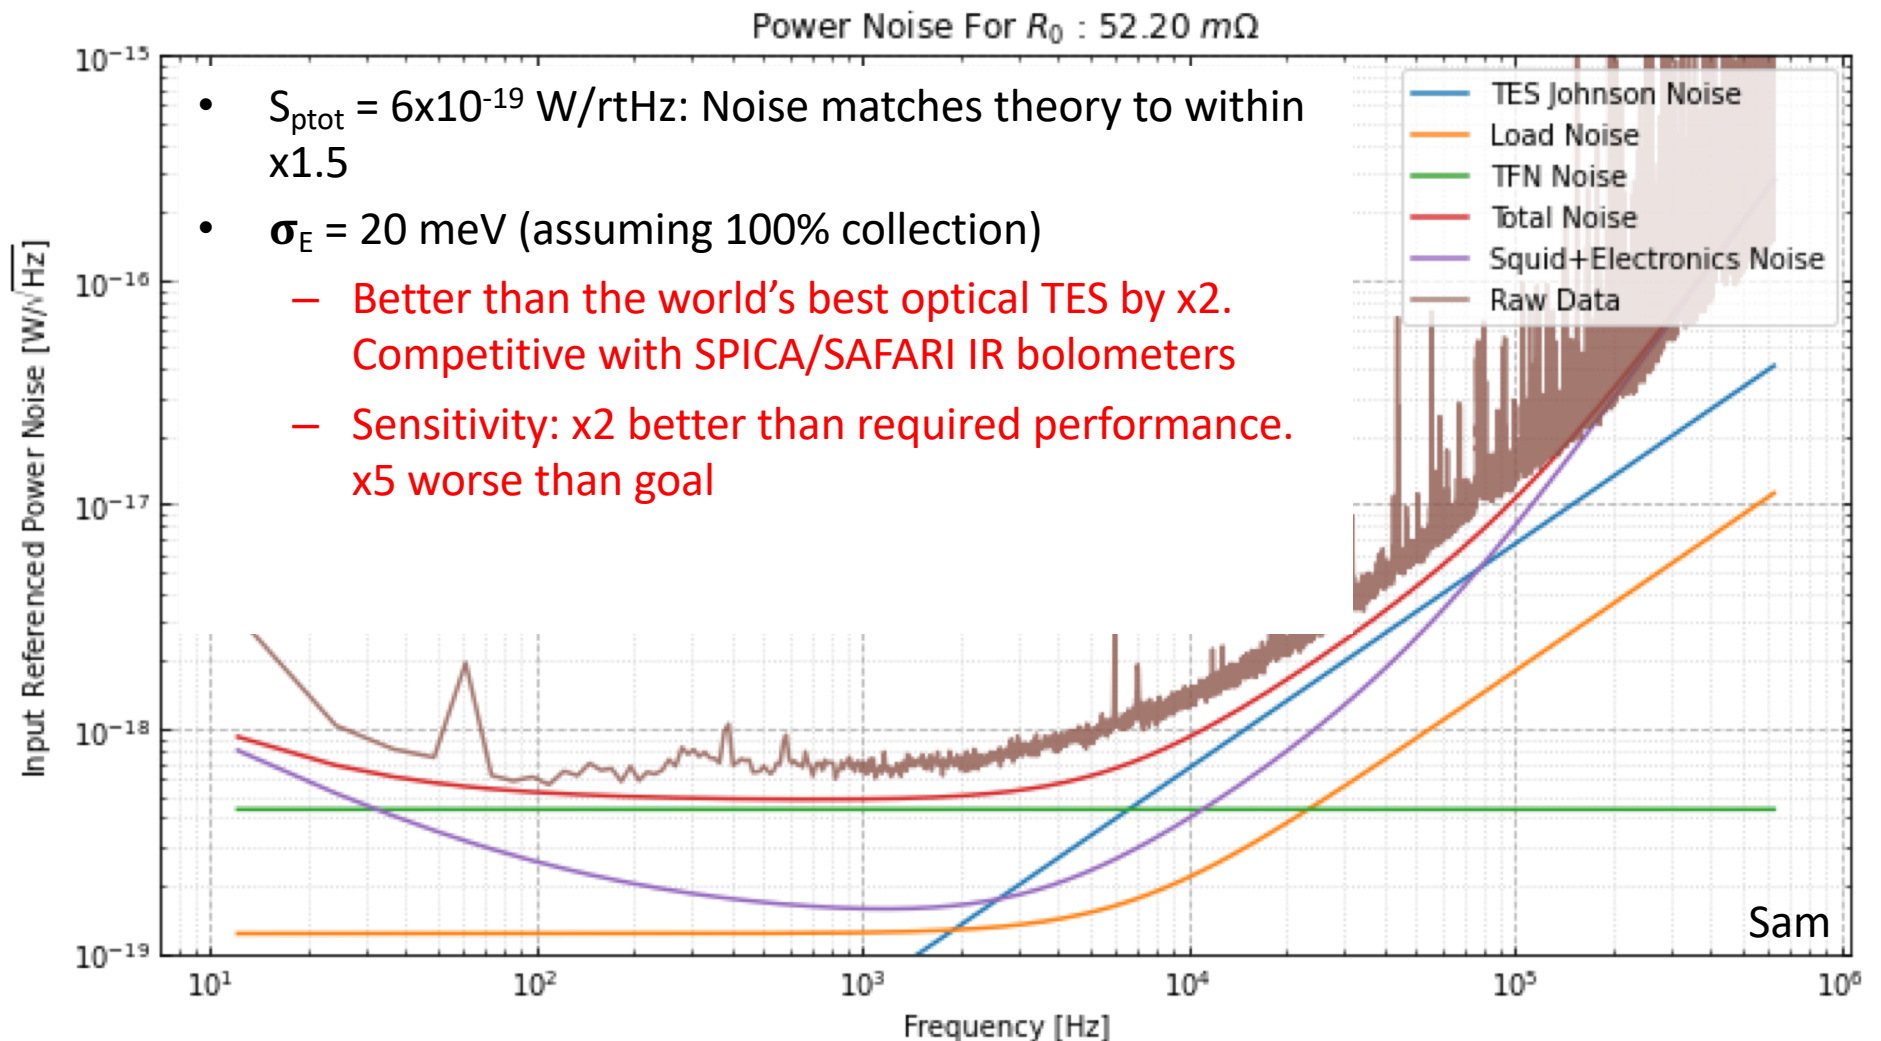 Power Noise For R₀ : 52.20 mΩ
• S_ptot = 6x10⁻¹⁹ W/rtHz: Noise matches theory to within
x1.5
• σ_E = 20 meV (assuming 100% collection)
– Better than the world’s best optical TES by x2.
Competitive with SPICA/SAFARI IR bolometers
– Sensitivity: x2 better than required performance.
x5 worse than goal
TES Johnson Noise
Load Noise
TFN Noise
Total Noise
Squid+Electronics Noise
Raw Data
Input Referenced Power Noise [W/√Hz]
10⁻¹⁵
10⁻¹⁶
10⁻¹⁷
10⁻¹⁸
10⁻¹⁹
Sam
10¹ 10² 10³ 10⁴ 10⁵ 10⁶
Frequency [Hz]